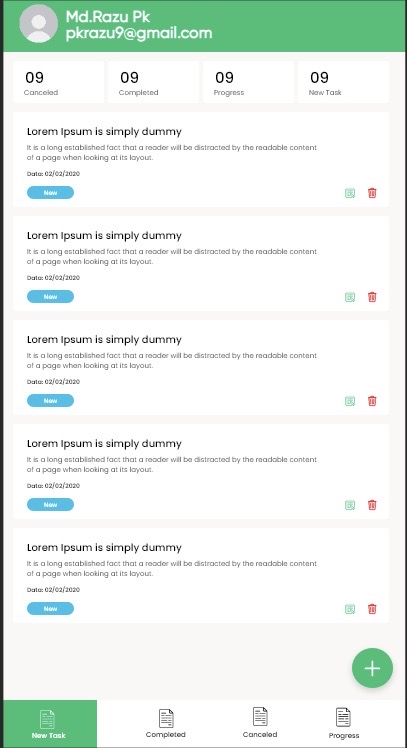 Md.Razu Pk
pkrazu9@gmail.com
09 09 09 09
Canceled Completed Progress New Task
Lorem Ipsum is simply dummy
It is a long established fact that a reader will be distracted by the readable content
of a page when looking at its layout.
Data: 02/02/2020
New
Lorem Ipsum is simply dummy
It is a long established fact that a reader will be distracted by the readable content
of a page when looking at its layout.
Data: 02/02/2020
New
Lorem Ipsum is simply dummy
It is a long established fact that a reader will be distracted by the readable content
of a page when looking at its layout.
Data: 02/02/2020
New
Lorem Ipsum is simply dummy
It is a long established fact that a reader will be distracted by the readable content
of a page when looking at its layout.
Data: 02/02/2020
New
Lorem Ipsum is simply dummy
It is a long established fact that a reader will be distracted by the readable content
of a page when looking at its layout.
Data: 02/02/2020
New
New Task Completed Canceled Progress